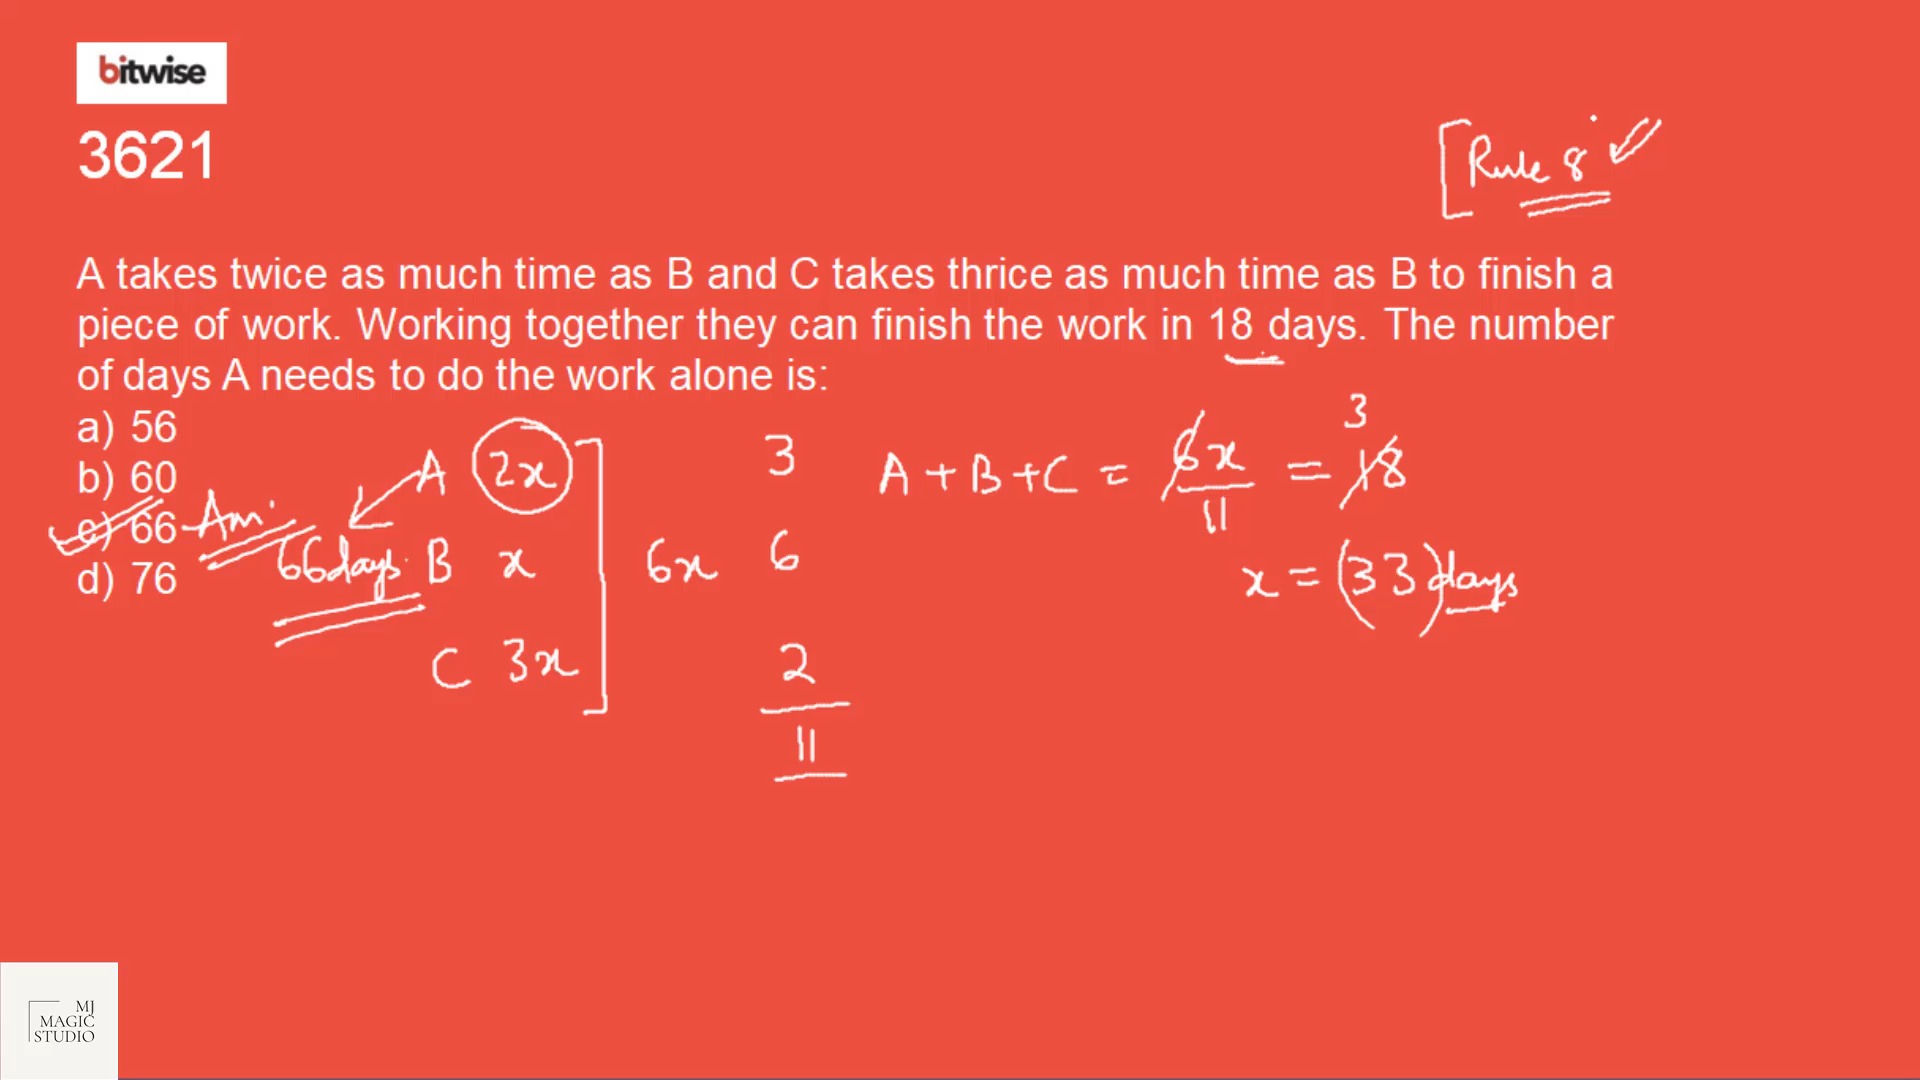 bitwise
3621
[Rule 8
A takes twice as much time as B and C takes thrice as much time as B to finish a
piece of work. Working together they can finish the work in 18 days. The number
of days A needs to do the work alone is:
a) 56
b) 60
c) 66 Ans.
d) 76
66 days.
A 2x
B x
C 3x
6x
3
6
2
11
A + B + C = 6x/11 = 18
3
x = (33) days
MJ
MAGIC
STUDIO